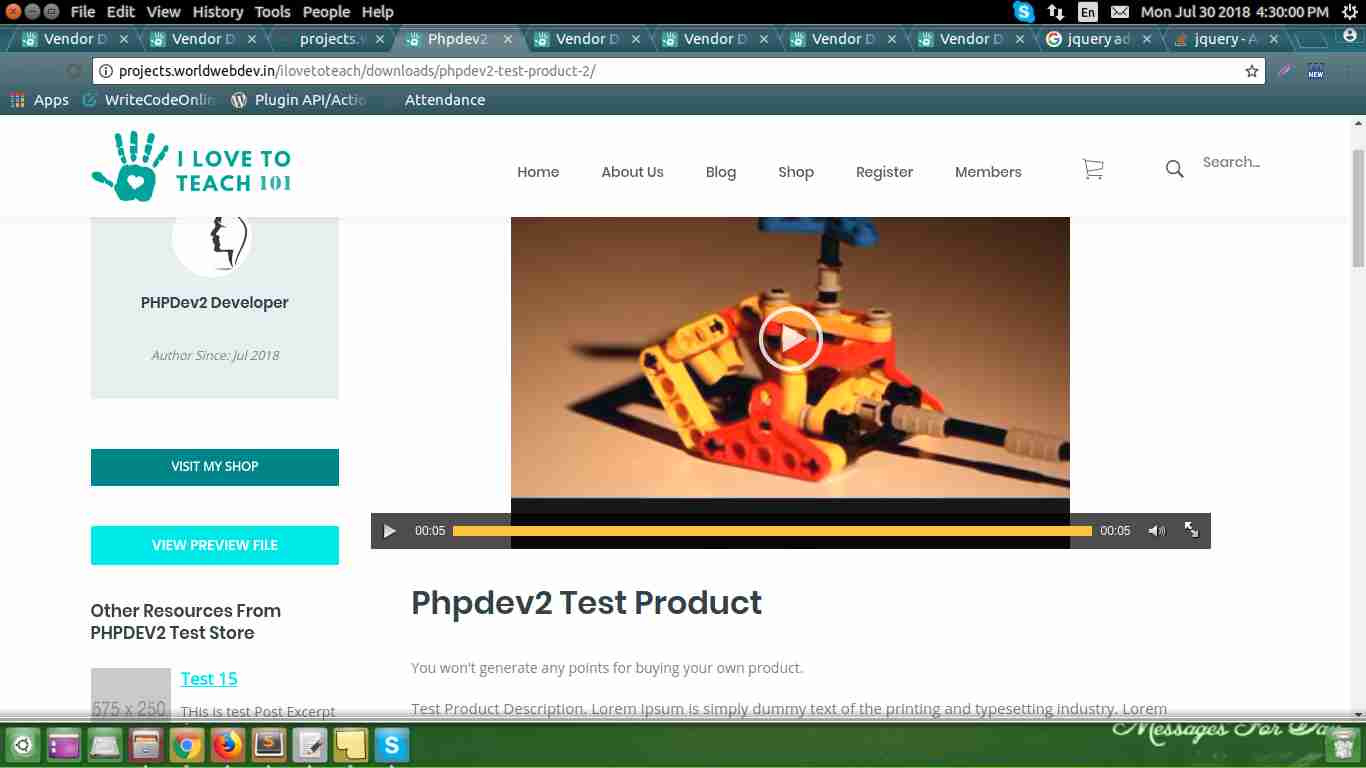 File Edit View History Tools People Help
En Mon Jul 30 2018 4:30:00 PM
Vendor D Vendor D projects.w Phpdev2 Vendor D Vendor D Vendor D Vendor D jquery ad jquery - A
projects.worldwebdev.in/ilovetoteach/downloads/phpdev2-test-product-2/
NEW
Apps WriteCodeOnlin Plugin API/Actio Attendance
I LOVE TO
TEACH 101
Home About Us Blog Shop Register Members Search...
PHPDev2 Developer
Author Since: Jul 2018
VISIT MY SHOP
VIEW PREVIEW FILE
Other Resources From
PHPDEV2 Test Store
575 x 250
Test 15
THis is test Post Excerpt
00:05 00:05
Phpdev2 Test Product
You won't generate any points for buying your own product.
Test Product Description. Lorem Ipsum is simply dummy text of the printing and typesetting industry. Lorem
Messages For Day